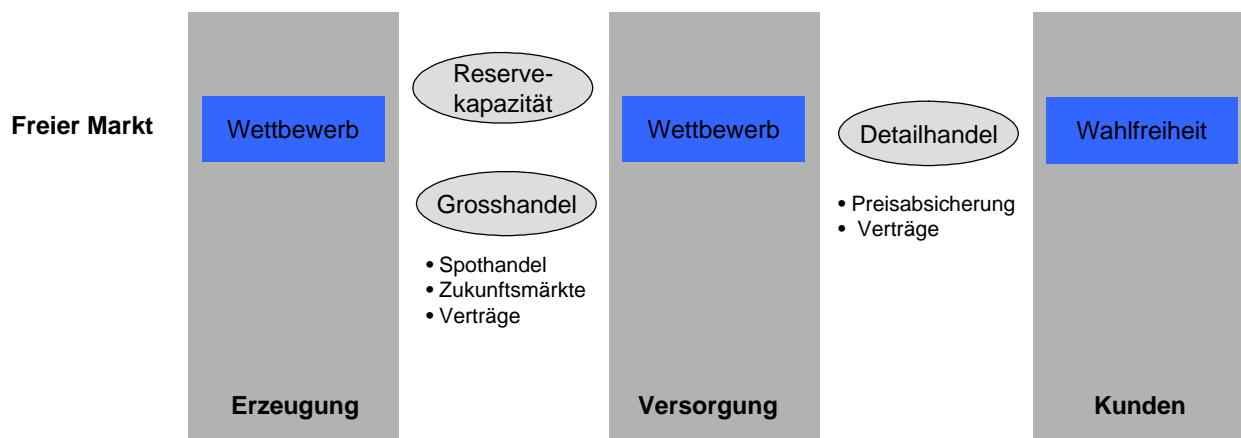 Freier Markt
Wettbewerb
Reserve-
kapazität
Grosshandel
• Spothandel
• Zukunftsmärkte
• Verträge
Wettbewerb
Detailhandel
• Preisabsicherung
• Verträge
Wahlfreiheit
Erzeugung
Versorgung
Kunden